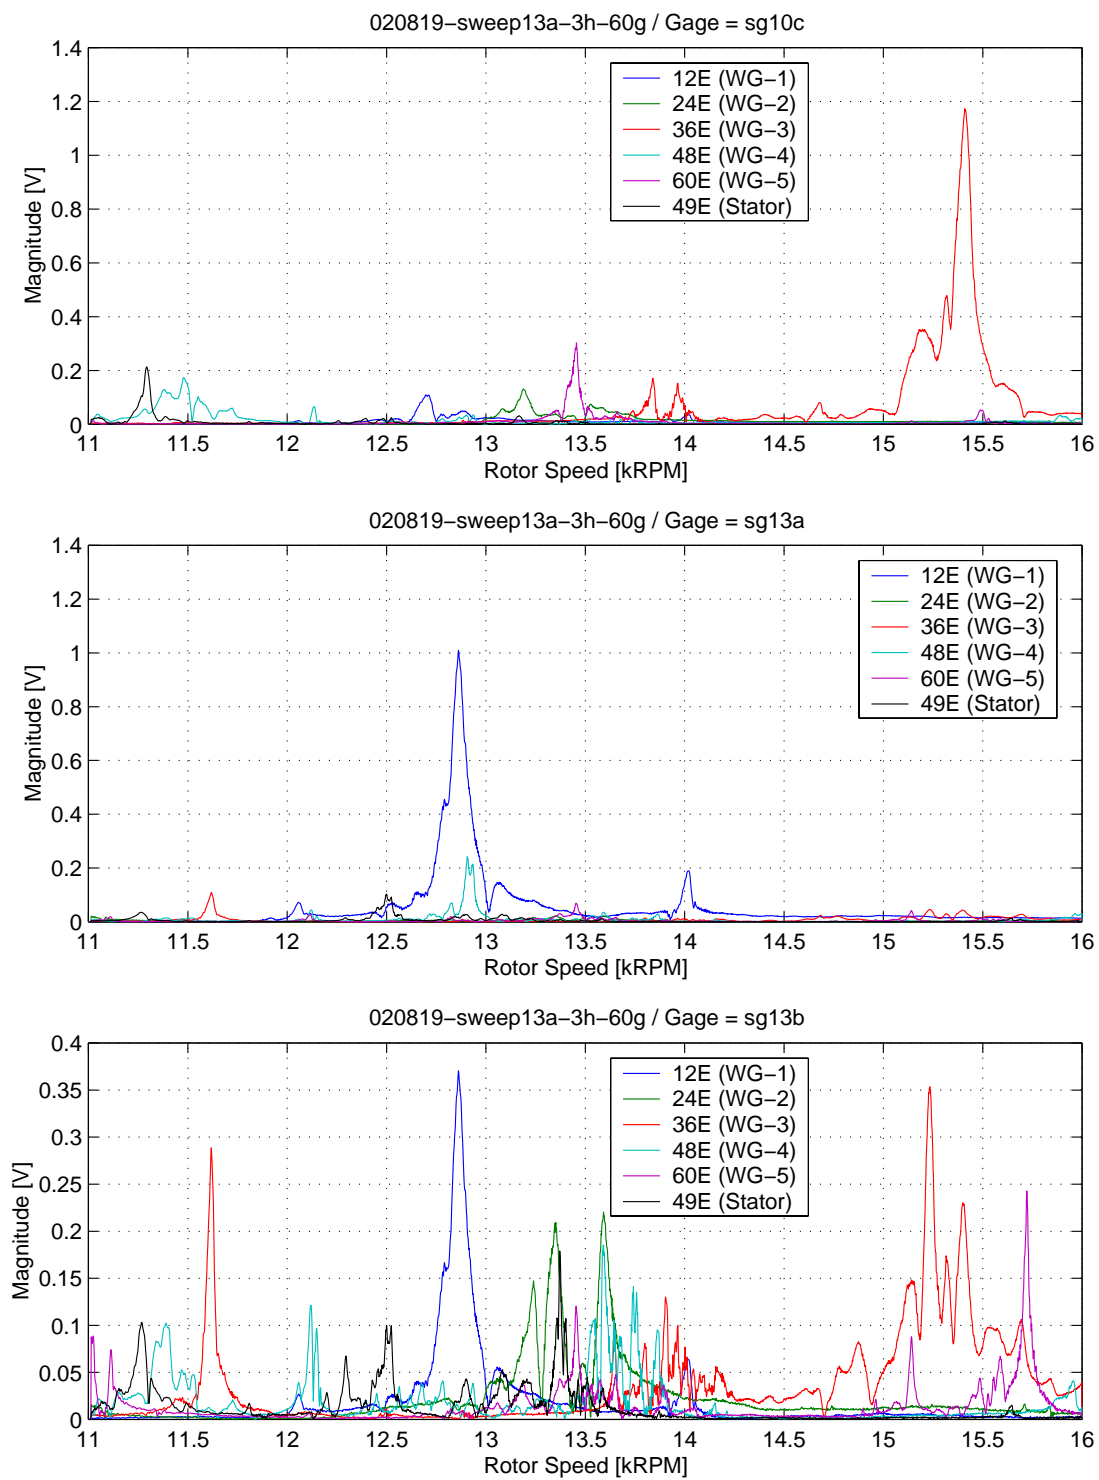 020819−sweep13a−3h−60g / Gage = sg10c
1.4
1.2
1
0.8
0.6
0.4
0.2
0
Magnitude [V]
12E (WG−1)
24E (WG−2)
36E (WG−3)
48E (WG−4)
60E (WG−5)
49E (Stator)
11 11.5 12 12.5 13 13.5 14 14.5 15 15.5 16
Rotor Speed [kRPM]
020819−sweep13a−3h−60g / Gage = sg13a
1.4
1.2
1
0.8
0.6
0.4
0.2
0
Magnitude [V]
12E (WG−1)
24E (WG−2)
36E (WG−3)
48E (WG−4)
60E (WG−5)
49E (Stator)
11 11.5 12 12.5 13 13.5 14 14.5 15 15.5 16
Rotor Speed [kRPM]
020819−sweep13a−3h−60g / Gage = sg13b
0.4
0.35
0.3
0.25
0.2
0.15
0.1
0.05
0
Magnitude [V]
12E (WG−1)
24E (WG−2)
36E (WG−3)
48E (WG−4)
60E (WG−5)
49E (Stator)
11 11.5 12 12.5 13 13.5 14 14.5 15 15.5 16
Rotor Speed [kRPM]